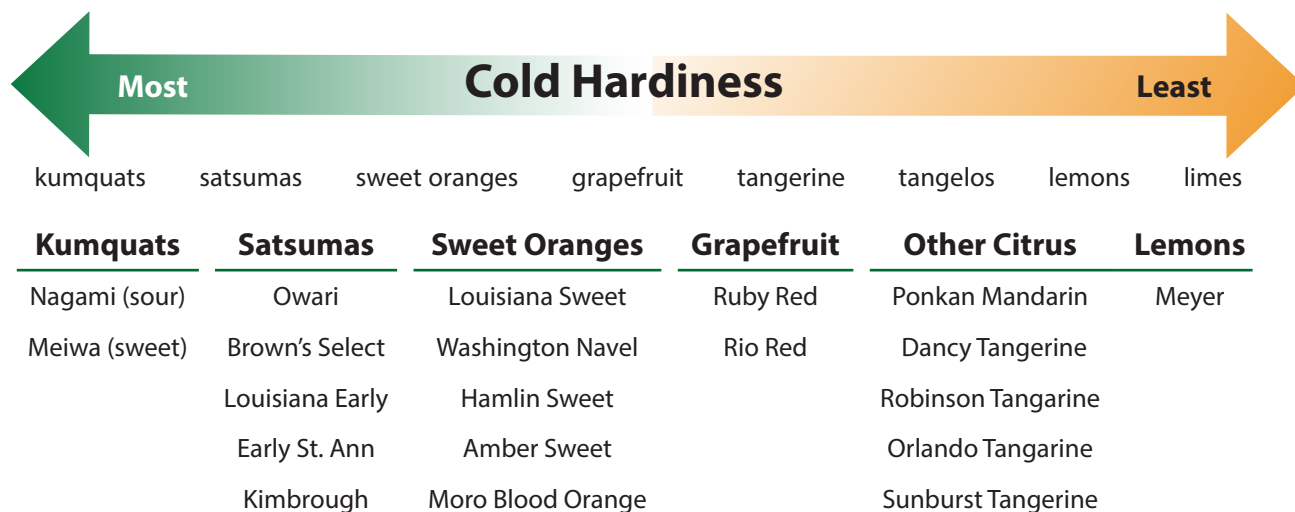 Most Cold Hardiness Least
kumquats satsumas sweet oranges grapefruit tangerine tangelos lemons limes
Kumquats Satsumas Sweet Oranges Grapefruit Other Citrus Lemons
Nagami (sour) Owari Louisiana Sweet Ruby Red Ponkan Mandarin Meyer
Meiwa (sweet) Brown's Select Washington Navel Rio Red Dancy Tangerine
Louisiana Early Hamlin Sweet Robinson Tangarine
Early St. Ann Amber Sweet Orlando Tangarine
Kimbrough Moro Blood Orange Sunburst Tangerine